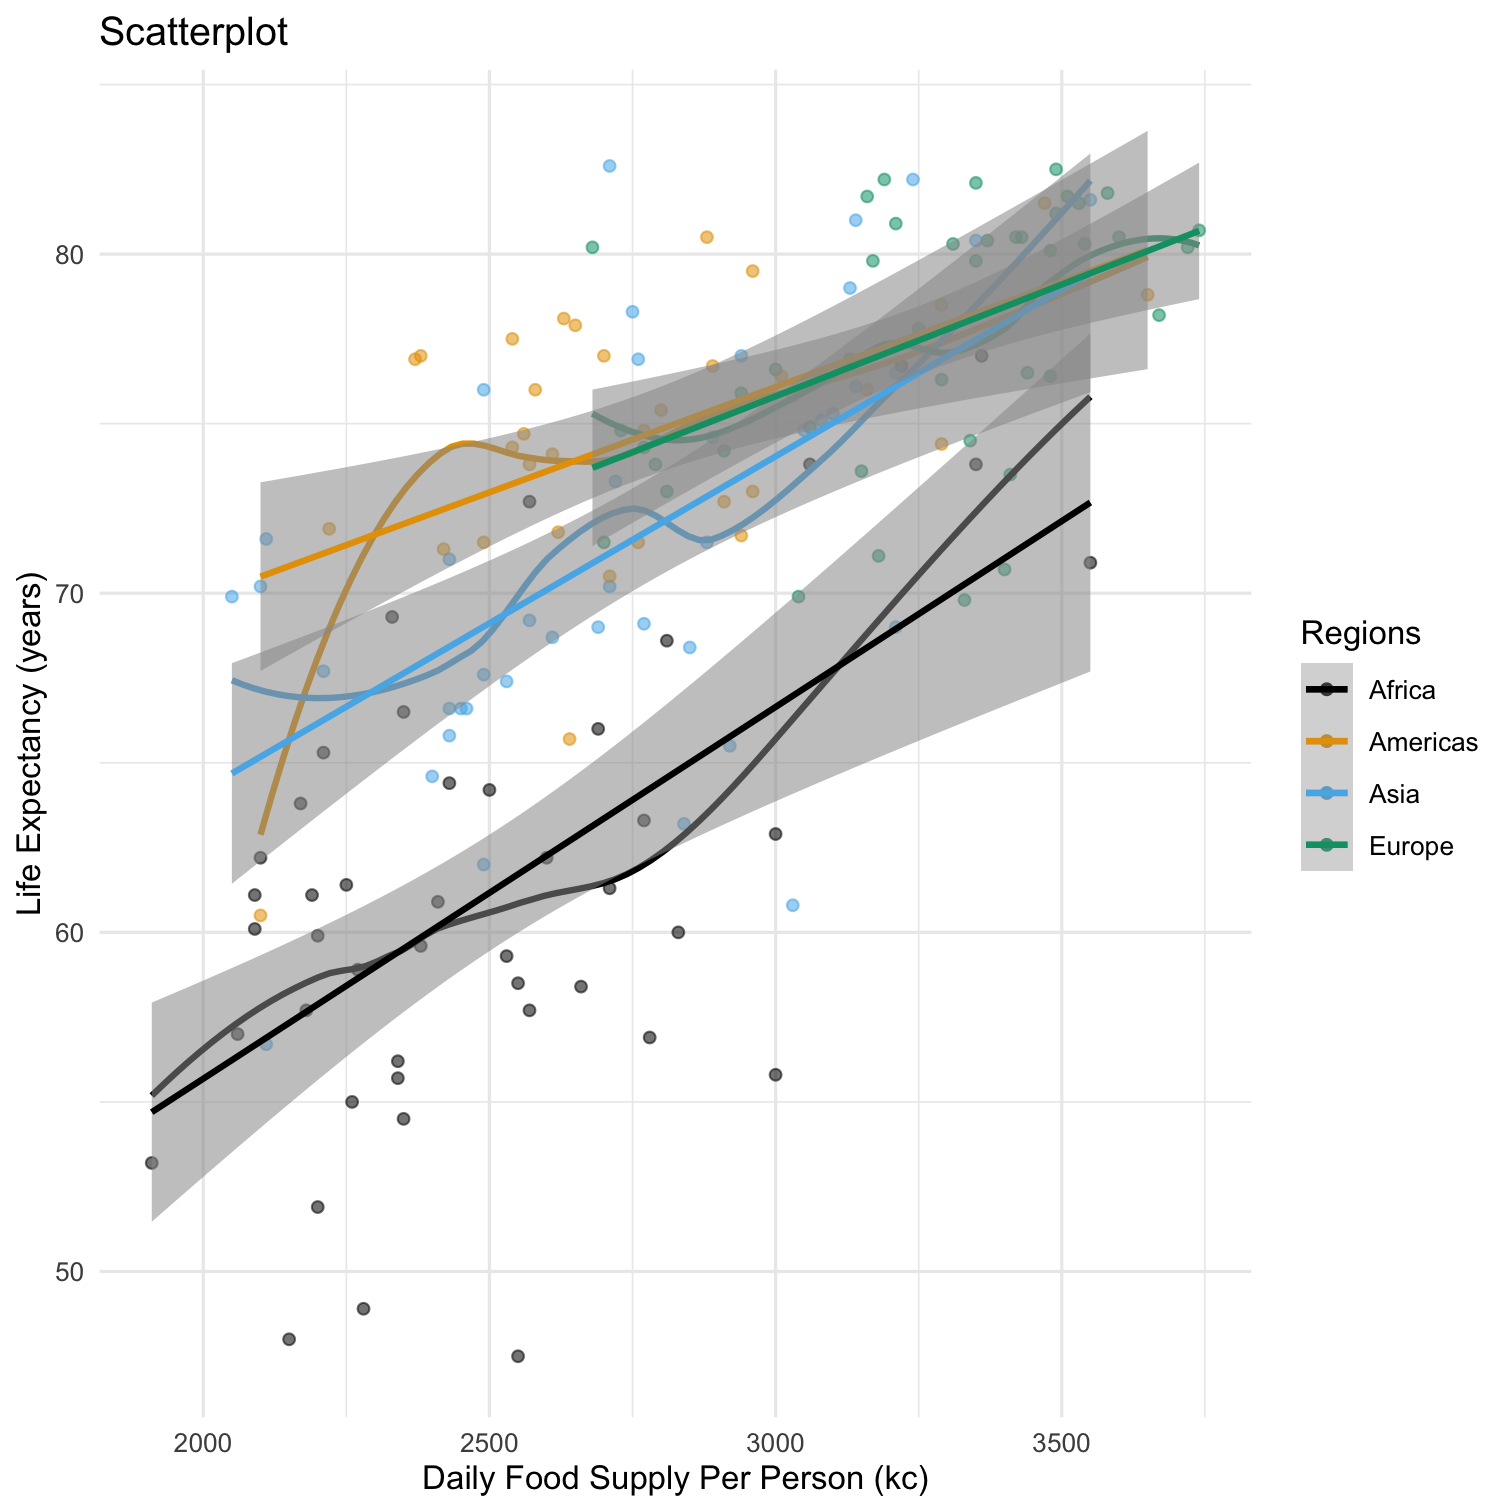 Scatterplot
80
70
60
50
Life Expectancy (years)
2000 2500 3000 3500
Daily Food Supply Per Person (kc)
Regions
Africa
Americas
Asia
Europe